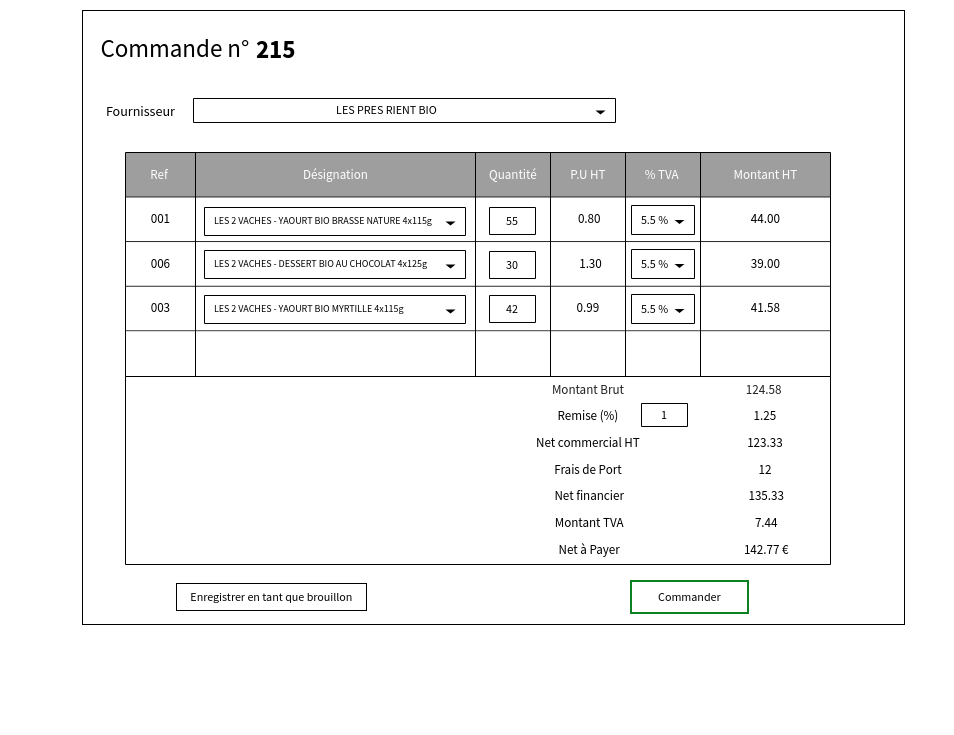 Commande n° 215
Fournisseur LES PRES RIENT BIO
Ref Désignation Quantité P.U HT % TVA Montant HT
001 LES 2 VACHES - YAOURT BIO BRASSE NATURE 4x115g 55 0.80 5.5 % 44.00
006 LES 2 VACHES - DESSERT BIO AU CHOCOLAT 4x125g 30 1.30 5.5 % 39.00
003 LES 2 VACHES - YAOURT BIO MYRTILLE 4x115g 42 0.99 5.5 % 41.58
Montant Brut 124.58
Remise (%) 1 1.25
Net commercial HT 123.33
Frais de Port 12
Net financier 135.33
Montant TVA 7.44
Net à Payer 142.77 €
Enregistrer en tant que brouillon Commander